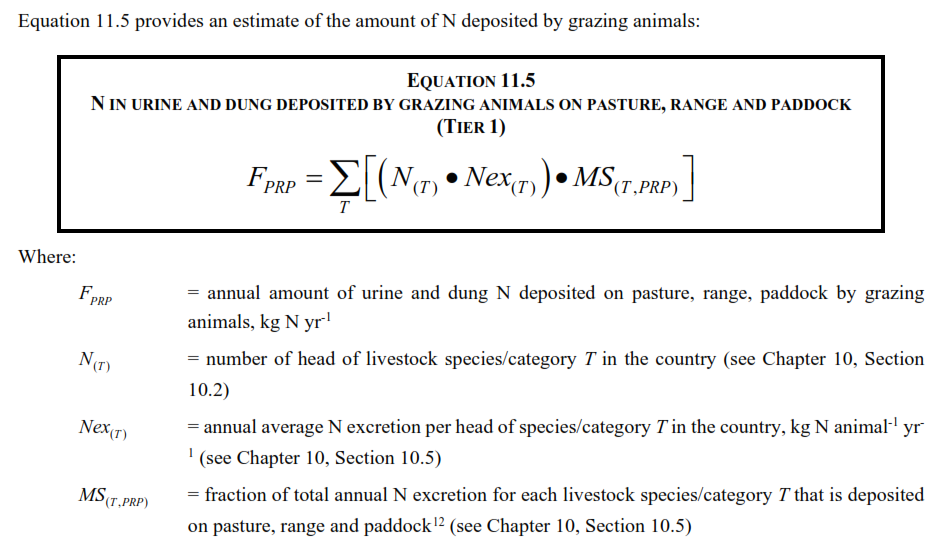 Equation 11.5 provides an estimate of the amount of N deposited by grazing animals:
EQUATION 11.5
N IN URINE AND DUNG DEPOSITED BY GRAZING ANIMALS ON PASTURE, RANGE AND PADDOCK
(TIER 1)
F_PRP = ∑_T [(N_(T) • Nex_(T)) • MS_(T,PRP)]
Where:
F_PRP = annual amount of urine and dung N deposited on pasture, range, paddock by grazing
animals, kg N yr⁻¹
N_(T) = number of head of livestock species/category T in the country (see Chapter 10, Section
10.2)
Nex_(T) = annual average N excretion per head of species/category T in the country, kg N animal⁻¹ yr⁻
¹ (see Chapter 10, Section 10.5)
MS_(T,PRP) = fraction of total annual N excretion for each livestock species/category T that is deposited
on pasture, range and paddock¹² (see Chapter 10, Section 10.5)